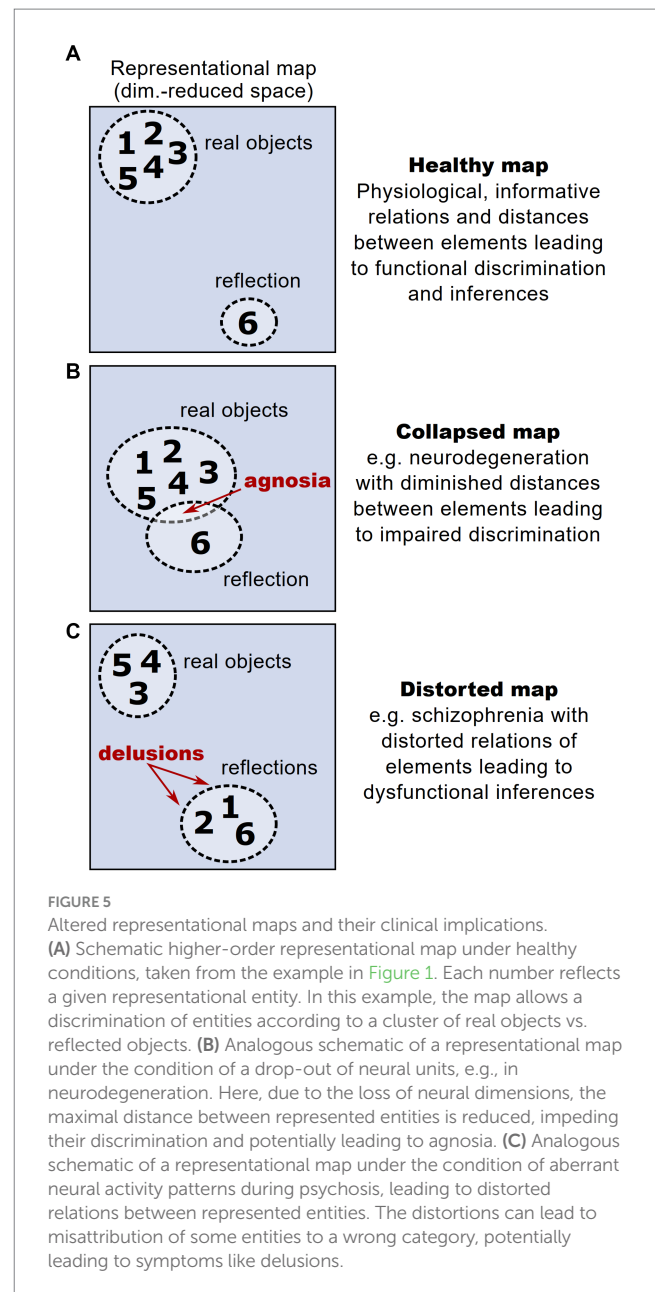 A
Representational map
(dim.-reduced space)
1 2 3 4 5
real objects
reflection
6
Healthy map
Physiological, informative
relations and distances
between elements leading
to functional discrimination
and inferences
B
real objects
1 2 3 4 5
agnosia
6
reflection
Collapsed map
e.g. neurodegeneration
with diminished distances
between elements leading
to impaired discrimination
C
5 4
3
real objects
delusions
reflections
2 1
6
Distorted map
e.g. schizophrenia with
distorted relations of
elements leading to
dysfunctional inferences
FIGURE 5
Altered representational maps and their clinical implications.
(A) Schematic higher-order representational map under healthy
conditions, taken from the example in Figure 1. Each number reflects
a given representational entity. In this example, the map allows a
discrimination of entities according to a cluster of real objects vs.
reflected objects. (B) Analogous schematic of a representational map
under the condition of a drop-out of neural units, e.g., in
neurodegeneration. Here, due to the loss of neural dimensions, the
maximal distance between represented entities is reduced, impeding
their discrimination and potentially leading to agnosia. (C) Analogous
schematic of a representational map under the condition of aberrant
neural activity patterns during psychosis, leading to distorted
relations between represented entities. The distortions can lead to
misattribution of some entities to a wrong category, potentially
leading to symptoms like delusions.